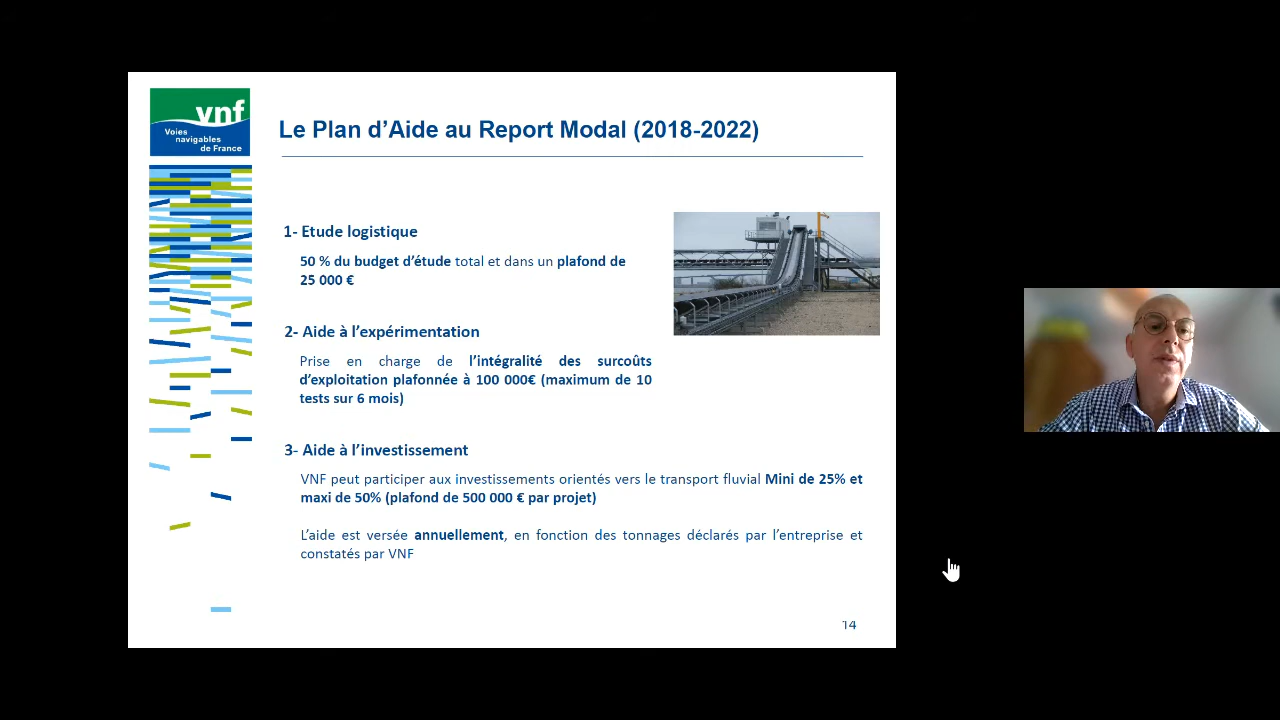 vnf
Voies
navigables
de France
Le Plan d’Aide au Report Modal (2018-2022)
1- Etude logistique
50 % du budget d’étude total et dans un plafond de
25 000 €
2- Aide à l’expérimentation
Prise en charge de l’intégralité des surcoûts
d’exploitation plafonnée à 100 000€ (maximum de 10
tests sur 6 mois)
3- Aide à l’investissement
VNF peut participer aux investissements orientés vers le transport fluvial Mini de 25% et
maxi de 50% (plafond de 500 000 € par projet)
L’aide est versée annuellement, en fonction des tonnages déclarés par l’entreprise et
constatés par VNF
14